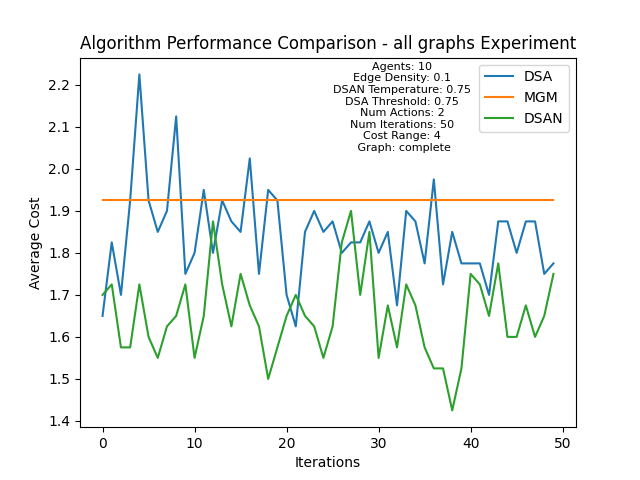 Algorithm Performance Comparison - all graphs Experiment
Agents: 10
Edge Density: 0.1
DSAN Temperature: 0.75
DSA Threshold: 0.75
Num Actions: 2
Num Iterations: 50
Cost Range: 4
Graph: complete
DSA
MGM
DSAN
Average Cost
2.2
2.1
2.0
1.9
1.8
1.7
1.6
1.5
1.4
0 10 20 30 40 50
Iterations